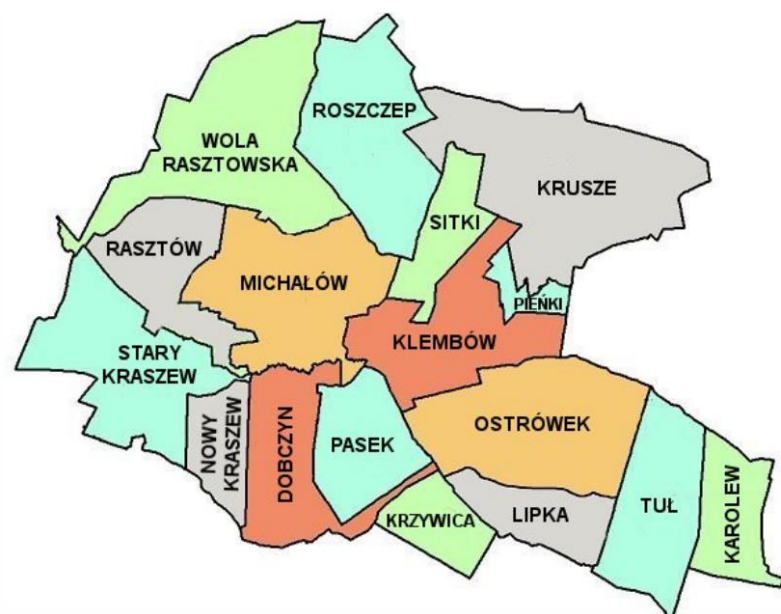 ROSZCZEP
WOLA
RASZTOWSKA
KRUSZE
SITKI
RASZTÓW
MICHAŁÓW
PIEŃKI
KLEMBÓW
STARY
KRASZEW
NOWY
KRASZEW
DOBCZYN
PASEK
OSTRÓWEK
KRZYWICA
LIPKA
TUŁ
KAROLEW